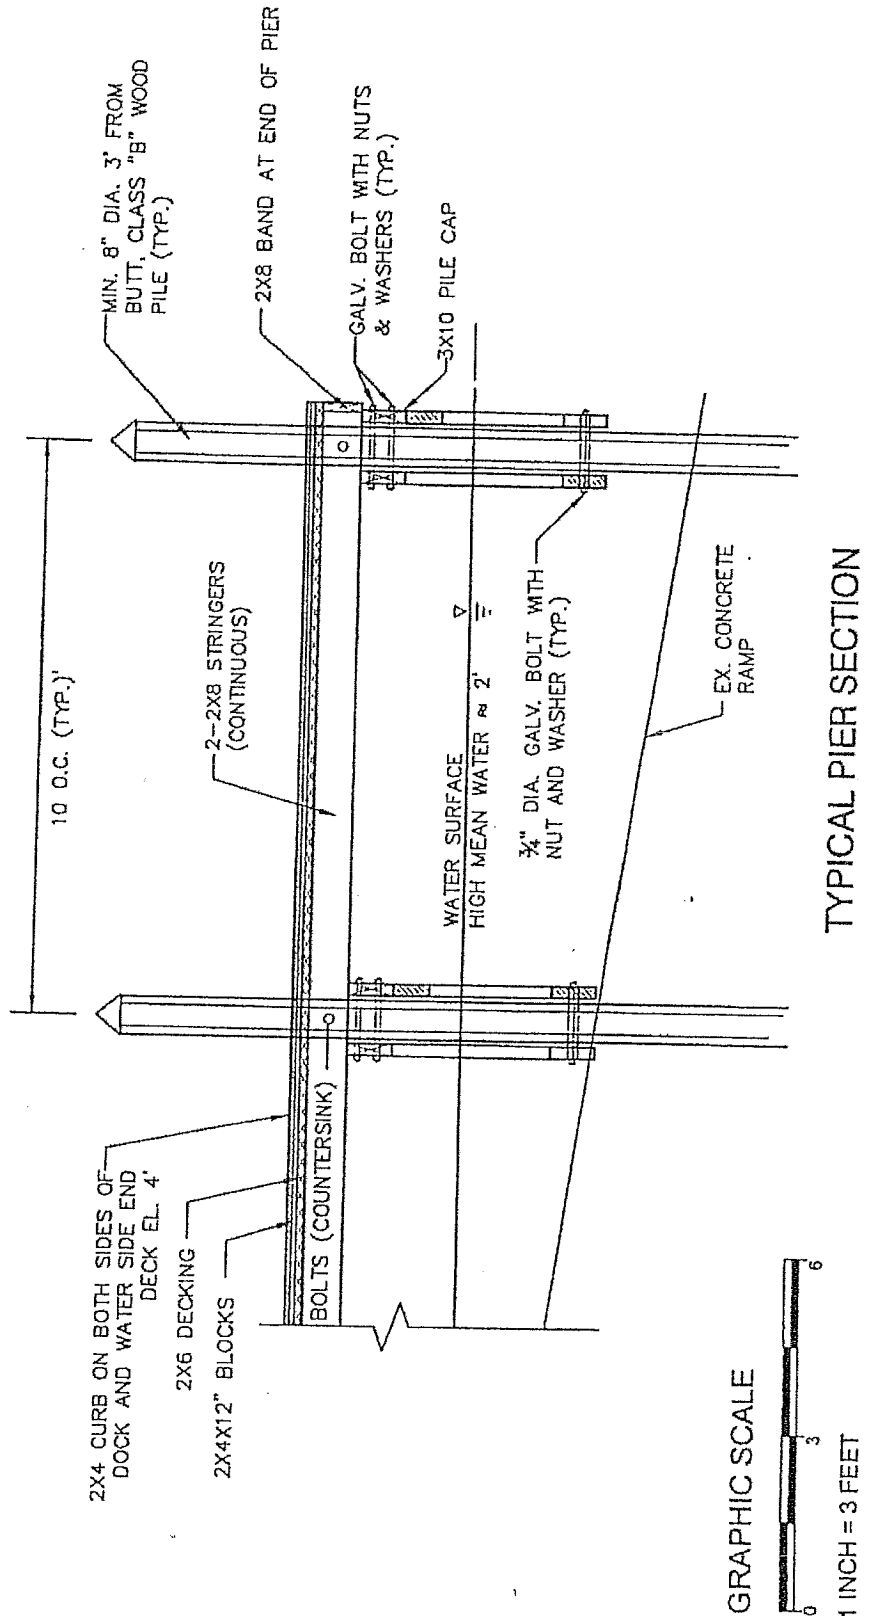 MIN. 8" DIA. 3' FROM
BUTT, CLASS "B" WOOD
PILE (TYP.)
2X8 BAND AT END OF PIER
GALV. BOLT WITH NUTS
& WASHERS (TYP.)
3X10 PILE CAP
10 O.C. (TYP.)'
2-2X8 STRINGERS
(CONTINUOUS)
WATER SURFACE
HIGH MEAN WATER ≈ 2'
¾" DIA. GALV. BOLT WITH
NUT AND WASHER (TYP.)
EX. CONCRETE
RAMP
2X4 CURB ON BOTH SIDES OF
DOCK AND WATER SIDE END
DECK EL. 4'
2X6 DECKING
2X4X12" BLOCKS
BOLTS (COUNTERSINK)
TYPICAL PIER SECTION
GRAPHIC SCALE
0 3 6
1 INCH = 3 FEET